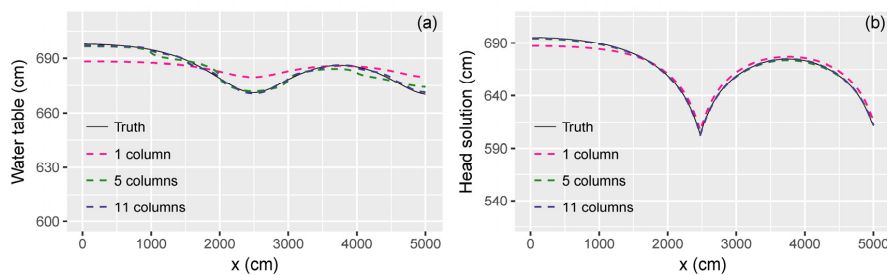 (a)
Water table (cm)
690
660
630
600
Truth
1 column
5 columns
11 columns
0 1000 2000 3000 4000 5000
x (cm)
(b)
Head solution (cm)
690
640
590
540
Truth
1 column
5 columns
11 columns
0 1000 2000 3000 4000 5000
x (cm)